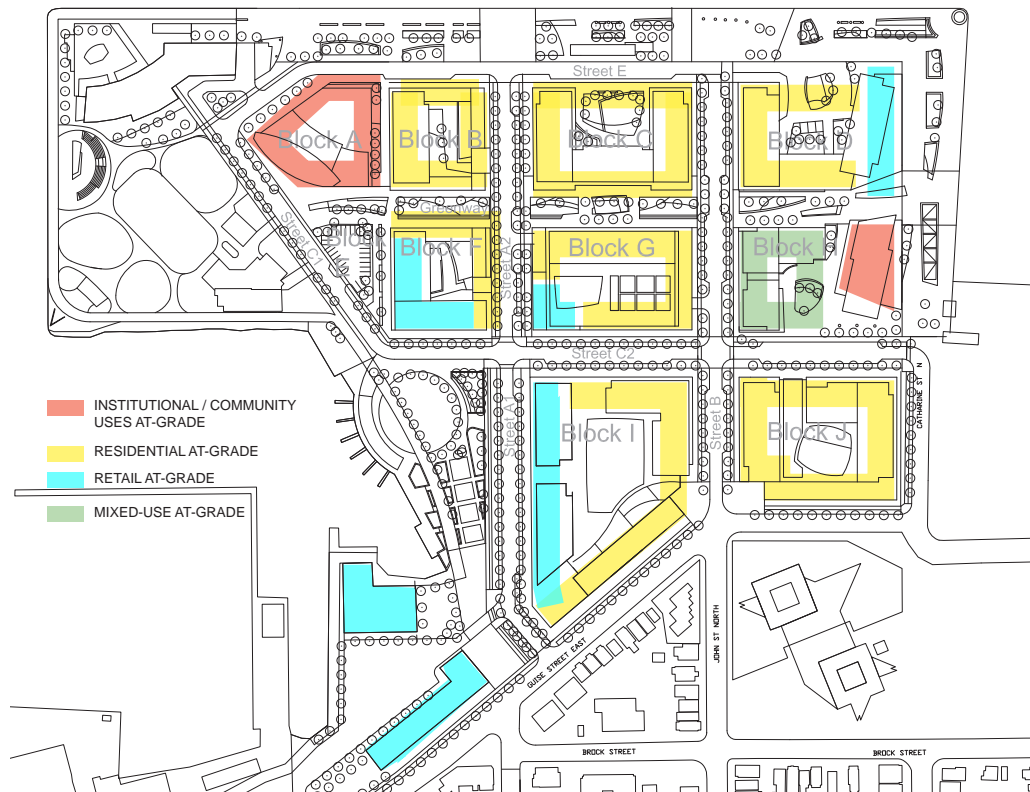 Street E
Block A
Block B
Block C
Block D
Greenway
Street C1
Block
Block F
Street A2
Block G
Block H
Street C2
INSTITUTIONAL / COMMUNITY
USES AT-GRADE
RESIDENTIAL AT-GRADE
RETAIL AT-GRADE
MIXED-USE AT-GRADE
Street A1
Block I
Street B
Block J
CATHARINE ST N
JOHN ST NORTH
GUISE STREET EAST
BROCK STREET
BROCK STREET